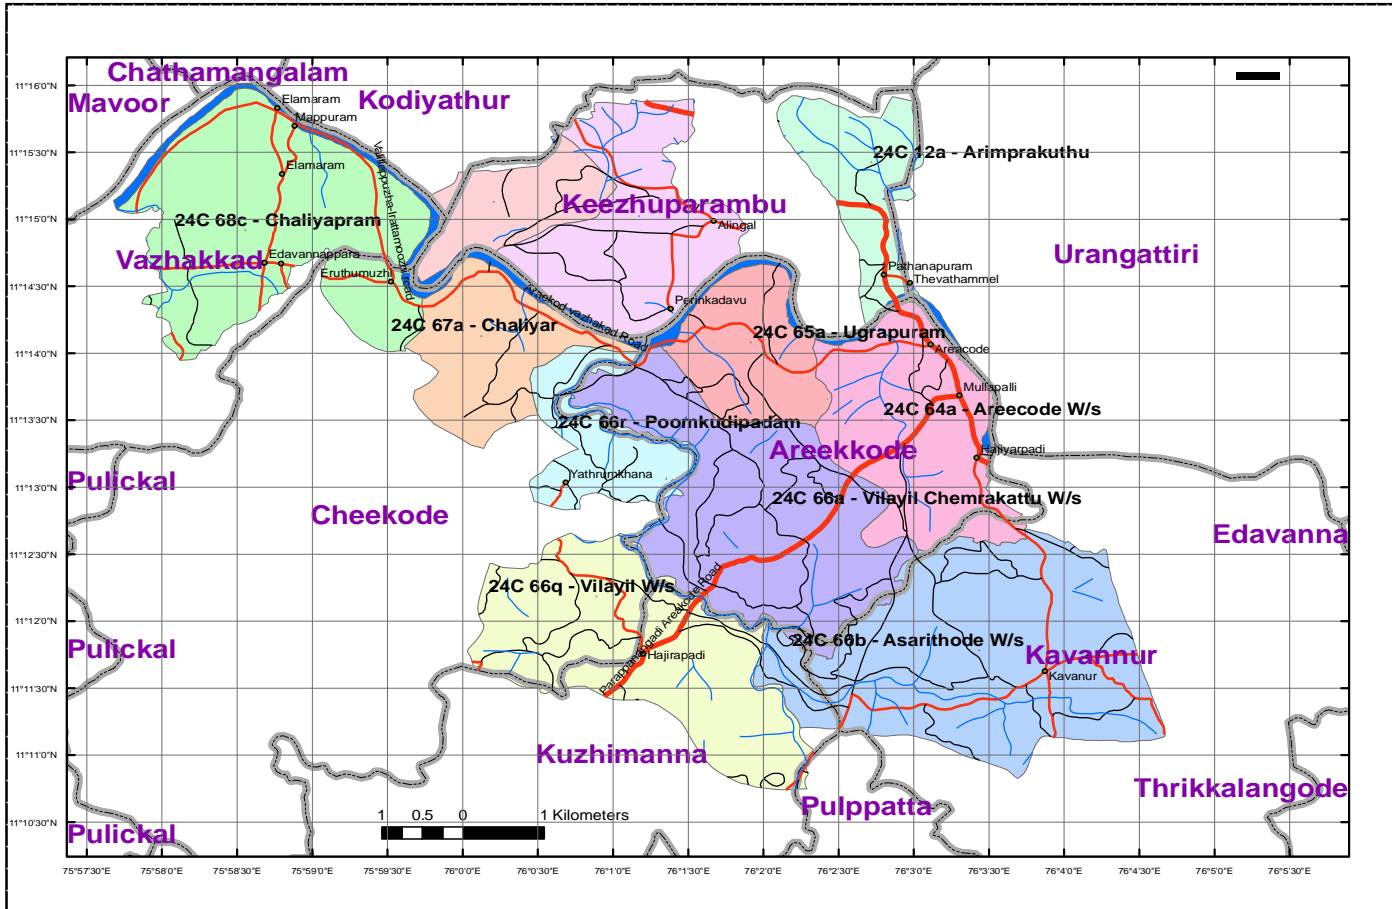 Chathamangalam
Mavoor
Kodiyathur
11°16'0"N
Elamaram
Mappuram
11°15'30"N
24C 12a - Arimprakuthu
Elamaram
Keezhuparambu
11°15'0"N
24C 68c - Chaliyapram
Alingal
Vazhakkad
Edavannappara
Urangattiri
Eruthumuzhi
Pathanapuram
Thevathammel
11°14'30"N
Perinkadavu
Areekod vazhakad Road
24C 67a - Chaliyar
24C 65a - Ugrapuram
Areacode
11°14'0"N
Mullapalli
11°13'30"N
24C 64a - Areecode W/s
24C 66r - Poomkudipadam
Areekkode
Hajiyarpadi
Pulickal
Yathrumkhana
11°13'0"N
24C 66a - Vilayil Chemrakattu W/s
Cheekode
Edavanna
11°12'30"N
24C 66q - Vilayil W/s
11°12'0"N
24C 66b - Asarithode W/s
Pulickal
Hajirapadi
Kavannur
Kavanur
Parappanangadi Areekode Road
11°11'30"N
11°11'0"N
Kuzhimanna
Thrikkalangode
Pulppatta
1 0.5 0 1 Kilometers
11°10'30"N
Pulickal
75°57'30"E 75°58'0"E 75°58'30"E 75°59'0"E 75°59'30"E 76°0'0"E 76°0'30"E 76°1'0"E 76°1'30"E 76°2'0"E 76°2'30"E 76°3'0"E 76°3'30"E 76°4'0"E 76°4'30"E 76°5'0"E 76°5'30"E